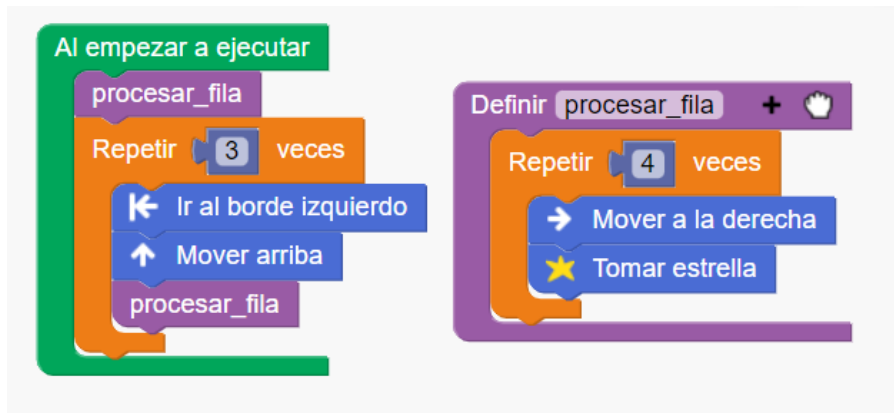 Al empezar a ejecutar
procesar_fila
Repetir 3 veces
Ir al borde izquierdo
Mover arriba
procesar_fila
Definir procesar_fila +
Repetir 4 veces
Mover a la derecha
Tomar estrella